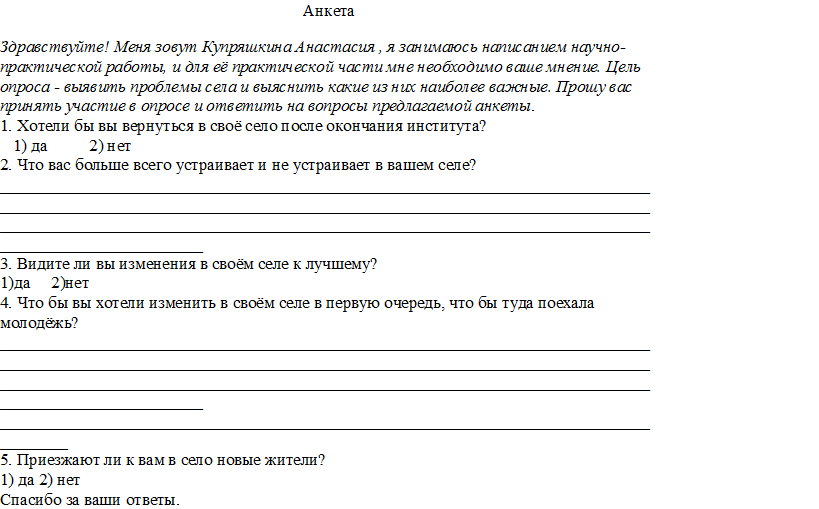 Анкета
Здравствуйте! Меня зовут Купряшкина Анастасия , я занимаюсь написанием научно-
практической работы, и для её практической части мне необходимо ваше мнение. Цель
опроса - выявить проблемы села и выяснить какие из них наиболее важные. Прошу вас
принять участие в опросе и ответить на вопросы предлагаемой анкеты.
1. Хотели бы вы вернуться в своё село после окончания института?
1) да 2) нет
2. Что вас больше всего устраивает и не устраивает в вашем селе?
3. Видите ли вы изменения в своём селе к лучшему?
1)да 2)нет
4. Что бы вы хотели изменить в своём селе в первую очередь, что бы туда поехала
молодёжь?
5. Приезжают ли к вам в село новые жители?
1) да 2) нет
Спасибо за ваши ответы.